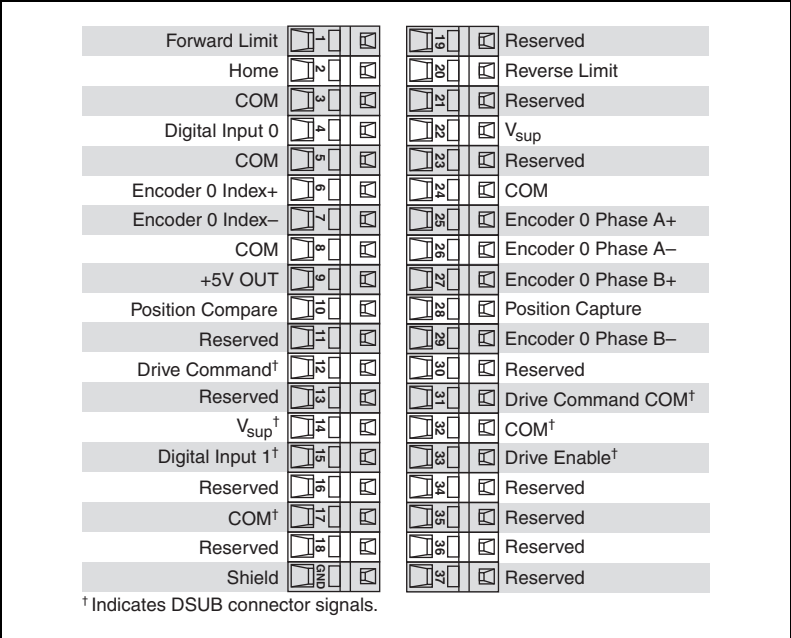 Forward Limit 1 19 Reserved
Home 2 20 Reverse Limit
COM 3 21 Reserved
Digital Input 0 4 22 Vsup
COM 5 23 Reserved
Encoder 0 Index+ 6 24 COM
Encoder 0 Index– 7 25 Encoder 0 Phase A+
COM 8 26 Encoder 0 Phase A–
+5V OUT 9 27 Encoder 0 Phase B+
Position Compare 10 28 Position Capture
Reserved 11 29 Encoder 0 Phase B–
Drive Command† 12 30 Reserved
Reserved 13 31 Drive Command COM†
Vsup† 14 32 COM†
Digital Input 1† 15 33 Drive Enable†
Reserved 16 34 Reserved
COM† 17 35 Reserved
Reserved 18 36 Reserved
Shield GND 37 Reserved
† Indicates DSUB connector signals.